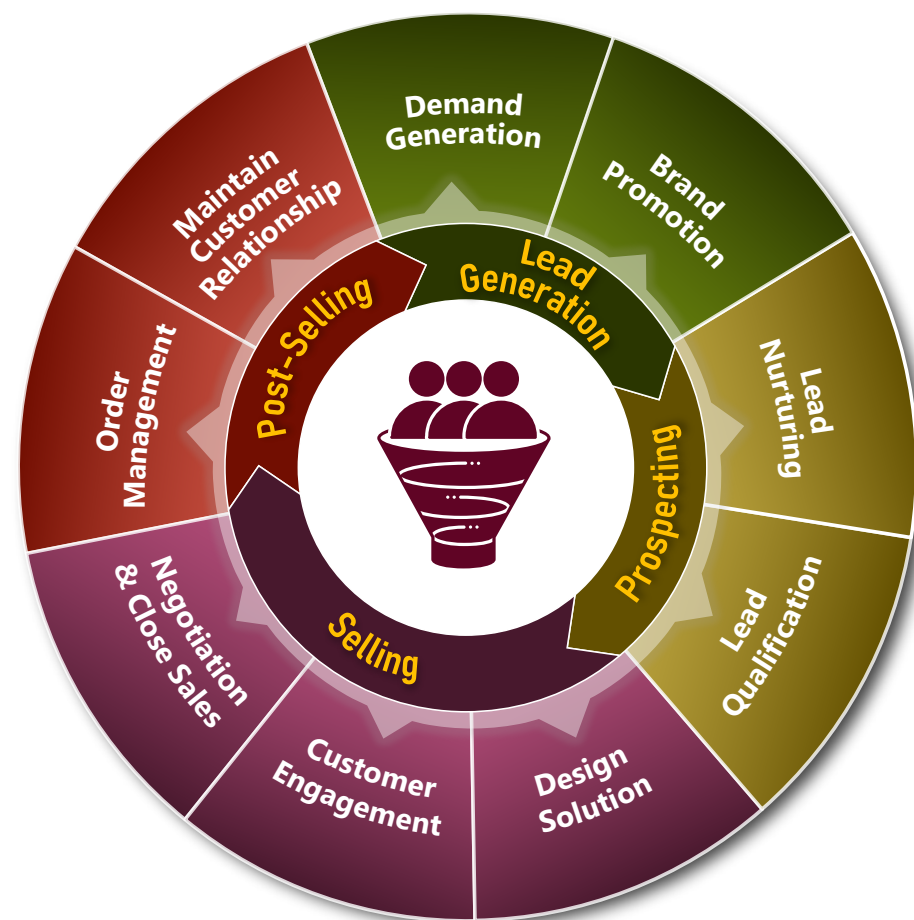 Demand
Generation
Brand
Promotion
Lead
Nurturing
Lead
Qualification
Design
Solution
Customer
Engagement
Negotiation
& Close Sales
Order
Management
Maintain
Customer
Relationship
Lead
Generation
Prospecting
Selling
Post-Selling